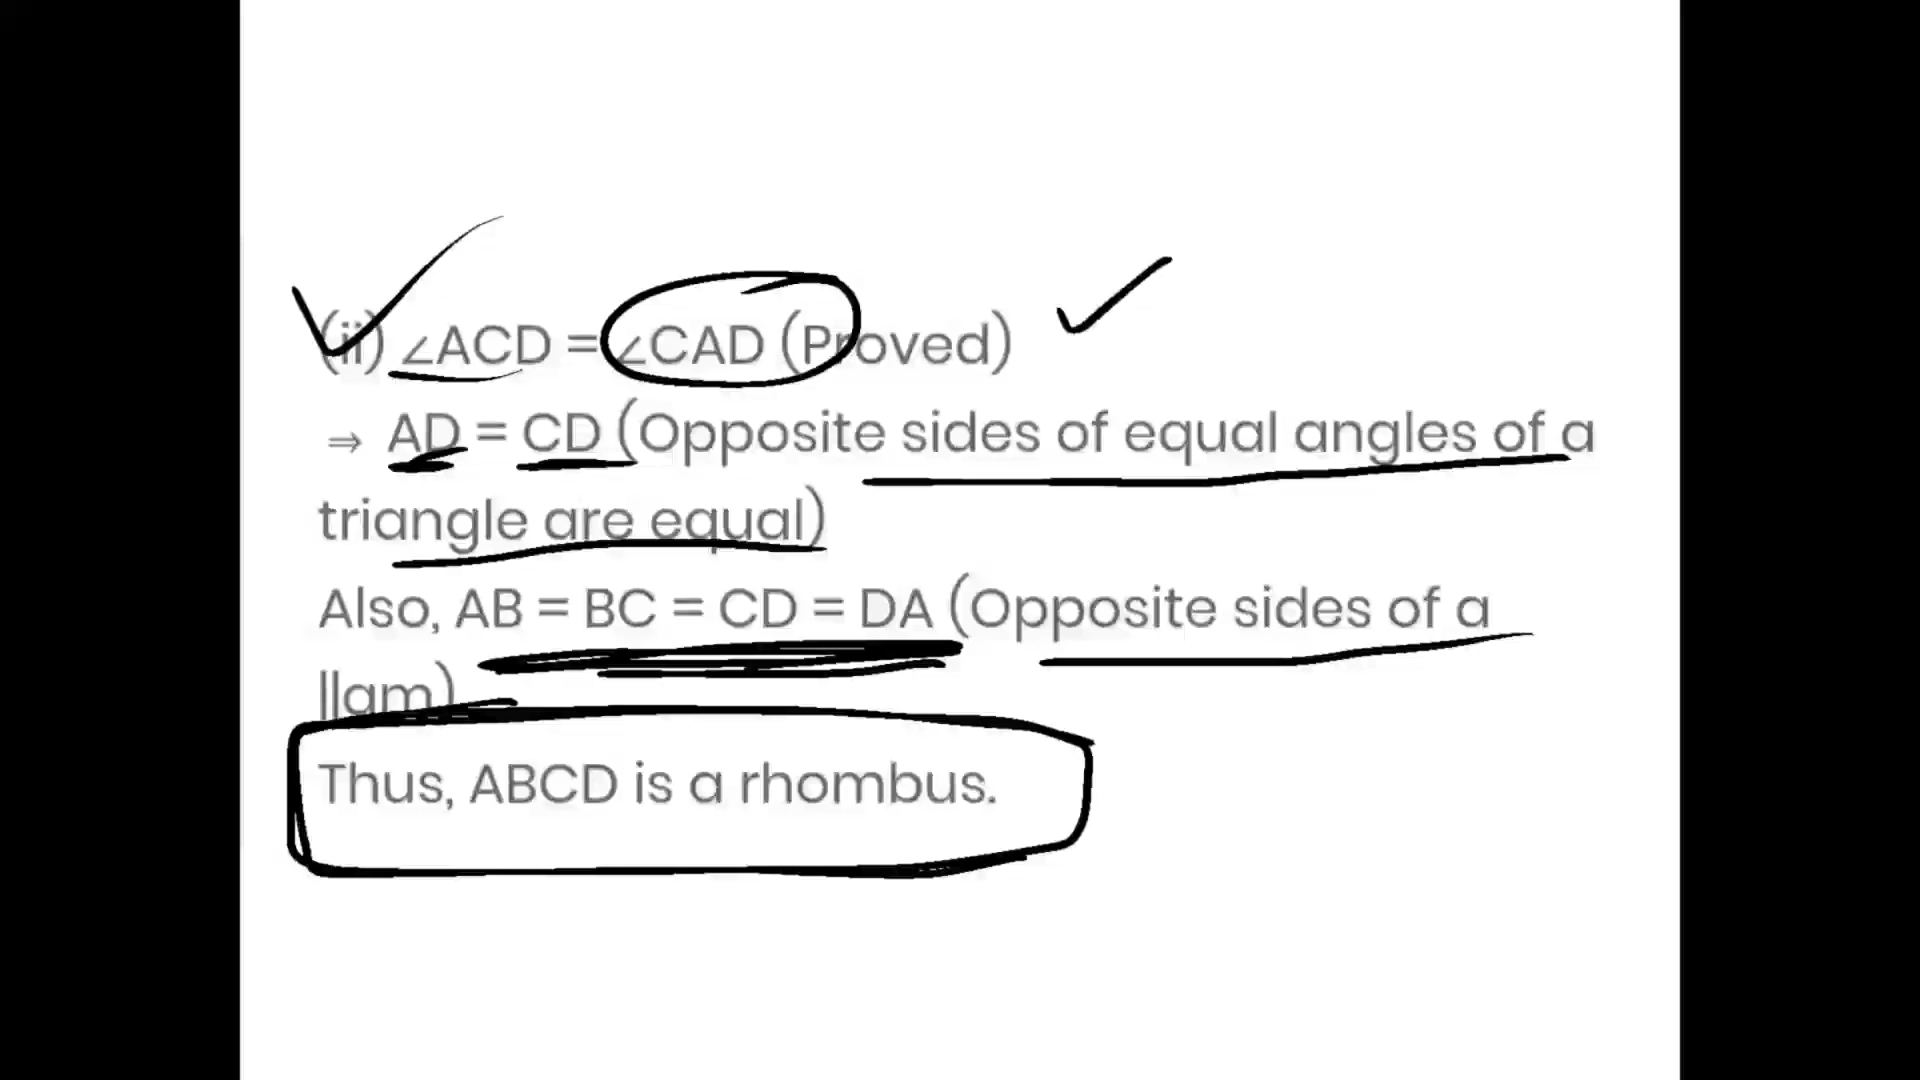 (ii) ∠ACD = ∠CAD (Proved)
⇒ AD = CD (Opposite sides of equal angles of a
triangle are equal)
Also, AB = BC = CD = DA (Opposite sides of a
||gm)
Thus, ABCD is a rhombus.